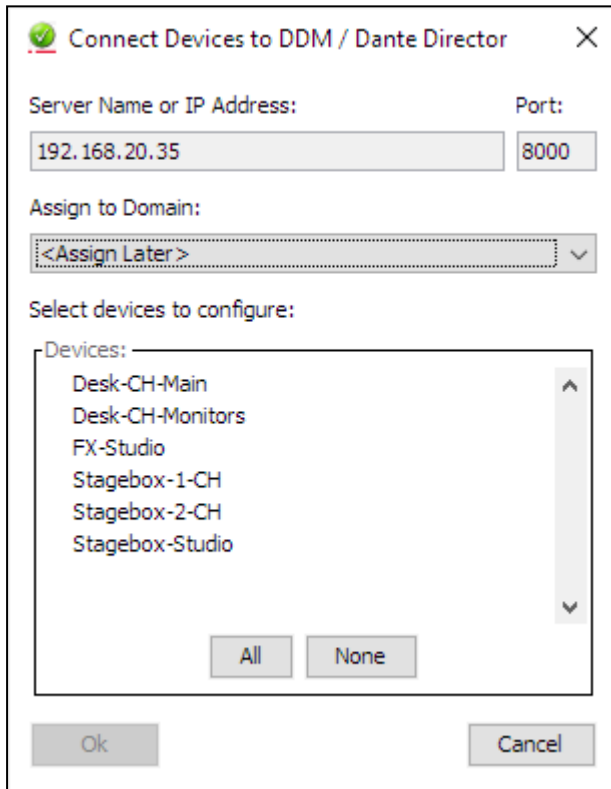 Connect Devices to DDM / Dante Director
Server Name or IP Address: Port:
192.168.20.35 8000
Assign to Domain:
<Assign Later>
Select devices to configure:
Devices:
Desk-CH-Main
Desk-CH-Monitors
FX-Studio
Stagebox-1-CH
Stagebox-2-CH
Stagebox-Studio
All None
Ok Cancel